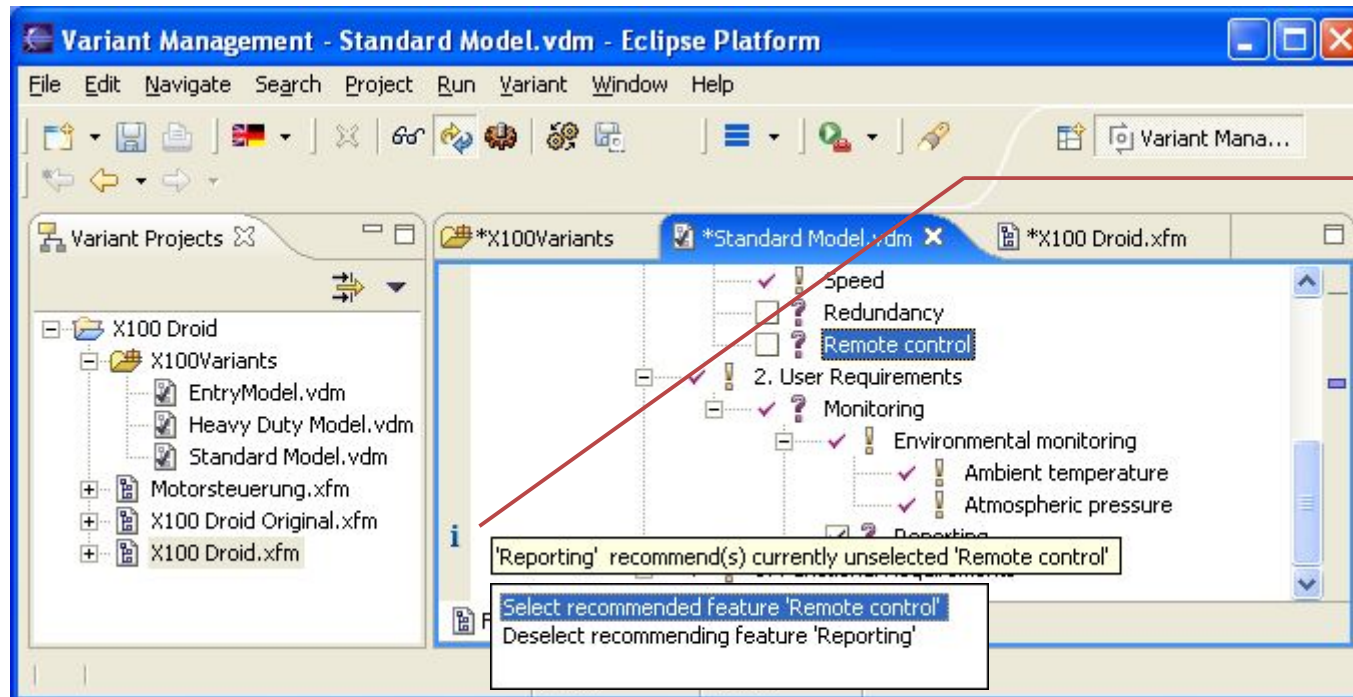 Variant Management - Standard Model.vdm - Eclipse Platform
File Edit Navigate Search Project Run Variant Window Help
Variant Mana...
Variant Projects
X100 Droid
X100Variants
EntryModel.vdm
Heavy Duty Model.vdm
Standard Model.vdm
Motorsteuerung.xfm
X100 Droid Original.xfm
X100 Droid.xfm
*X100Variants *Standard Model.vdm *X100 Droid.xfm
Speed
Redundancy
Remote control
2. User Requirements
Monitoring
Environmental monitoring
Ambient temperature
Atmospheric pressure
Reporting
i
'Reporting' recommend(s) currently unselected 'Remote control'
Select recommended feature 'Remote control'
Deselect recommending feature 'Reporting'